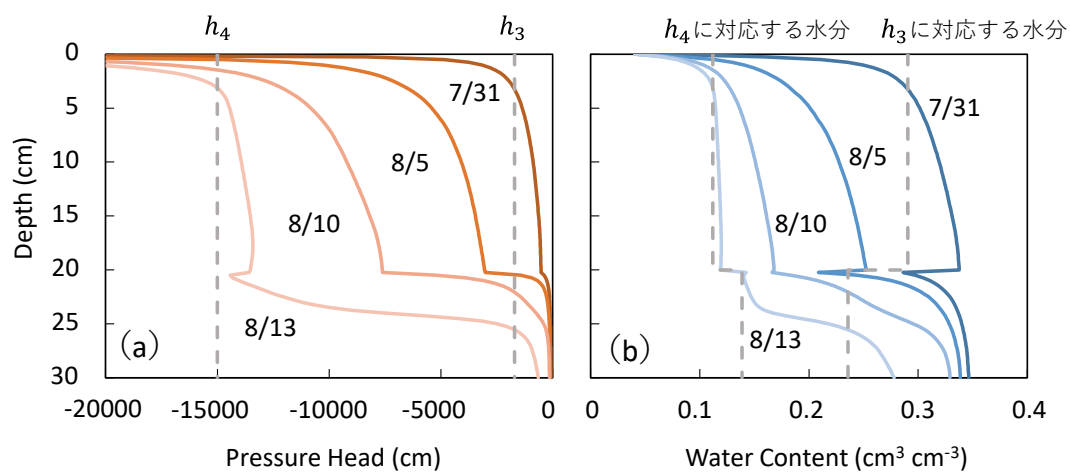 h₄
h₃
h₄に対応する水分
h₃に対応する水分
0
5
10
15
20
25
30
Depth (cm)
7/31
8/5
8/10
8/13
(a)
-20000
-15000
-10000
-5000
0
Pressure Head (cm)
7/31
8/5
8/10
8/13
(b)
0
0.1
0.2
0.3
0.4
Water Content (cm³ cm⁻³)